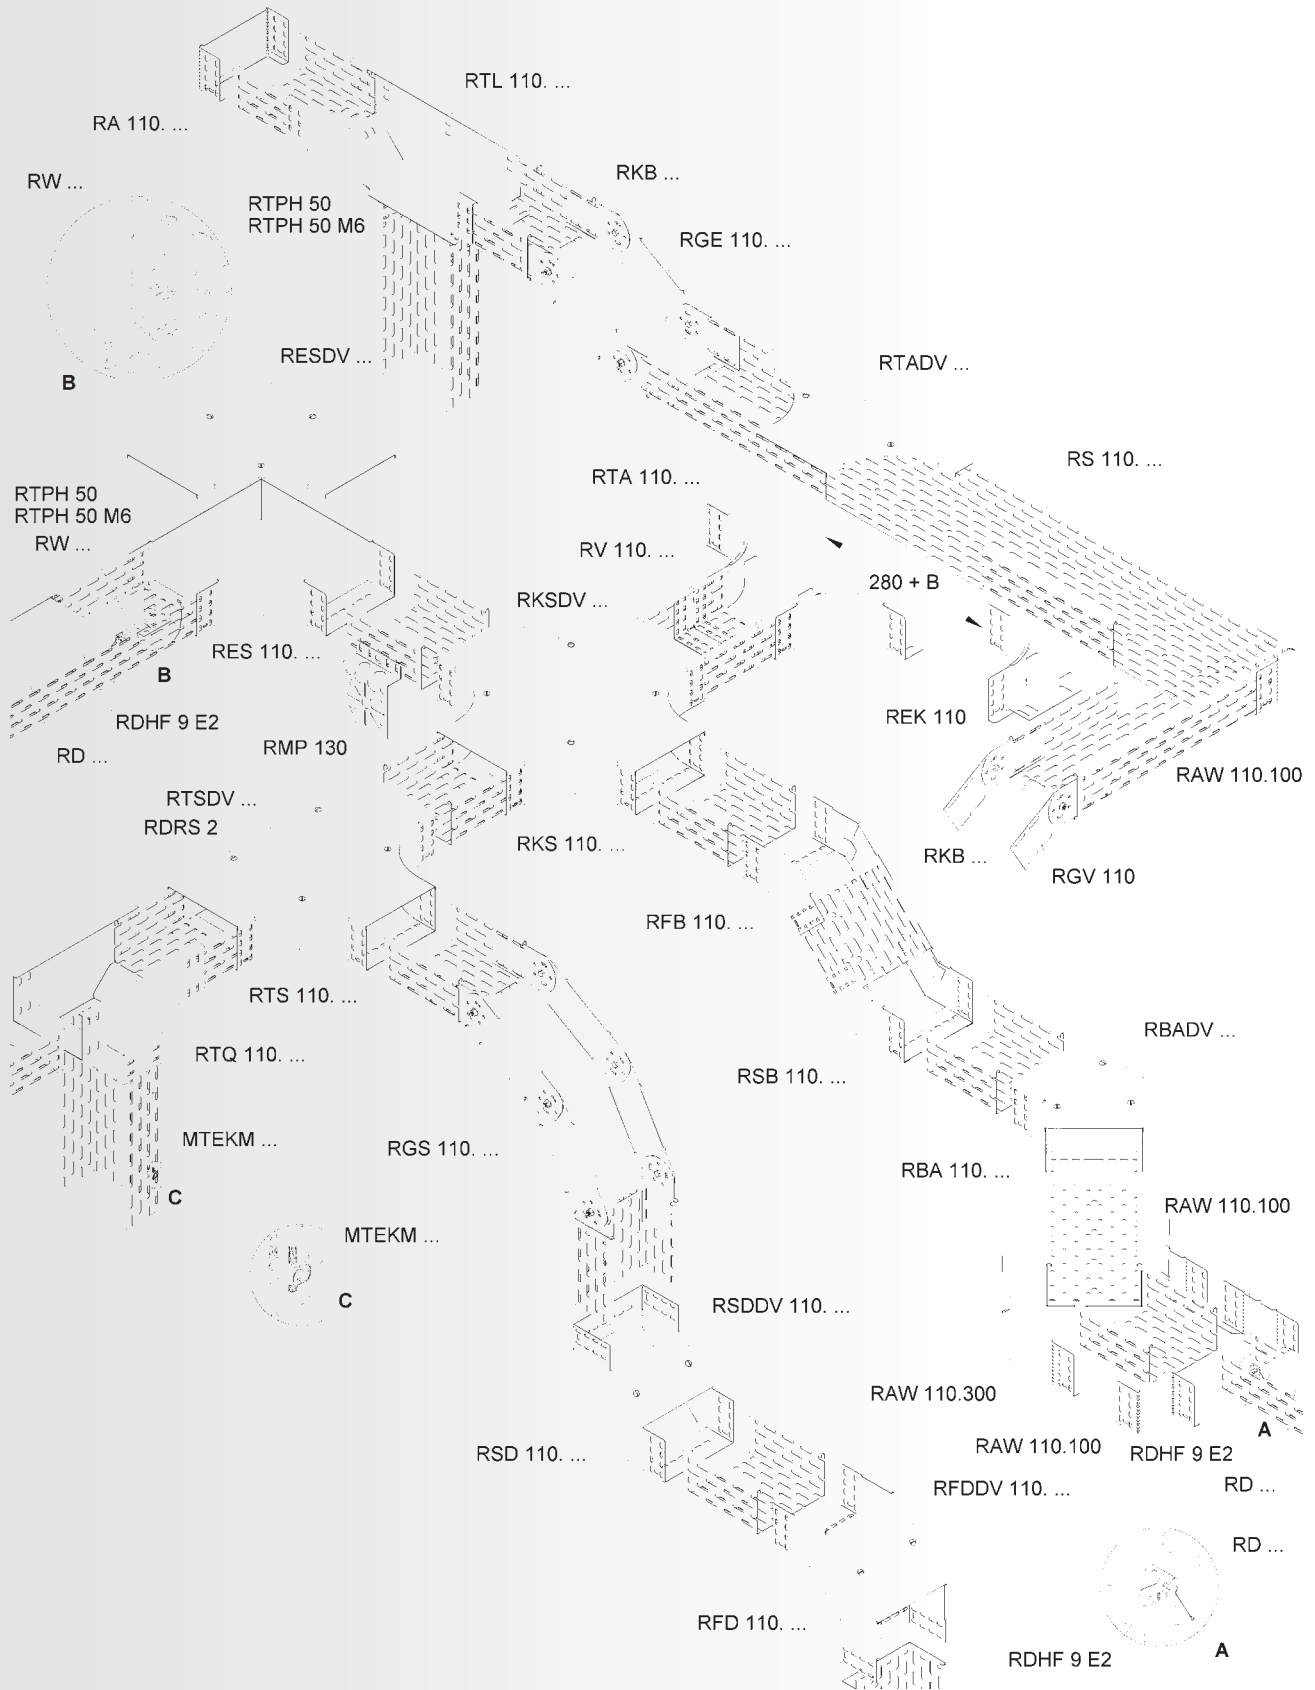 RTL 110. ...
RA 110. ...
RKB ...
RW ...
RTPH 50
RTPH 50 M6
RGE 110. ...
RESDV ...
RTADV ...
B
RS 110. ...
RTA 110. ...
RTPH 50
RTPH 50 M6
RW ...
RV 110. ...
280 + B
RKSDV ...
RES 110. ...
B
REK 110
RDHF 9 E2
RMP 130
RD ...
RAW 110.100
RTSDV ...
RDRS 2
RKS 110. ...
RKB ...
RGV 110
RFB 110. ...
RTS 110. ...
RBADV ...
RTQ 110. ...
RSB 110. ...
MTEKM ...
RGS 110. ...
RBA 110. ...
C
RAW 110.100
MTEKM ...
C
RSDDV 110. ...
RAW 110.300
A
RAW 110.100
RDHF 9 E2
RSD 110. ...
RFDDV 110. ...
RD ...
RD ...
RFD 110. ...
A
RDHF 9 E2